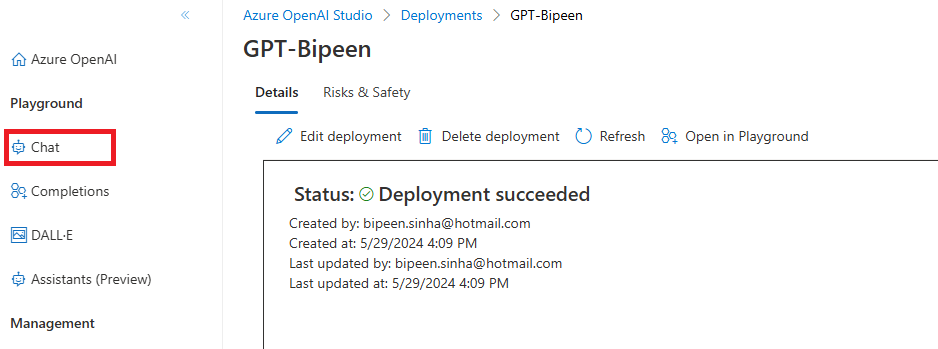 Azure OpenAI
Playground
Chat
Completions
DALL·E
Assistants (Preview)
Management
Azure OpenAI Studio > Deployments > GPT-Bipeen
GPT-Bipeen
Details Risks & Safety
Edit deployment Delete deployment Refresh Open in Playground
Status: Deployment succeeded
Created by: bipeen.sinha@hotmail.com
Created at: 5/29/2024 4:09 PM
Last updated by: bipeen.sinha@hotmail.com
Last updated at: 5/29/2024 4:09 PM